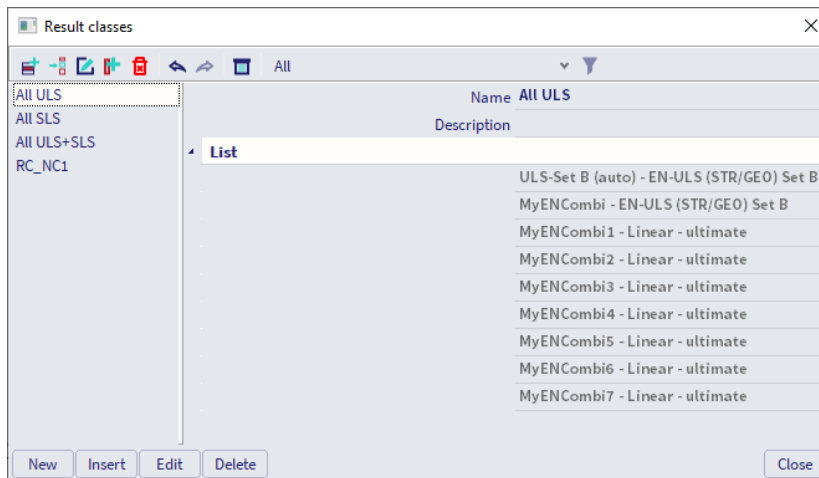 Result classes
All
All ULS
All SLS
All ULS+SLS
RC_NC1
Name All ULS
Description
List
ULS-Set B (auto) - EN-ULS (STR/GEO) Set B
MyENCombi - EN-ULS (STR/GEO) Set B
MyENCombi1 - Linear - ultimate
MyENCombi2 - Linear - ultimate
MyENCombi3 - Linear - ultimate
MyENCombi4 - Linear - ultimate
MyENCombi5 - Linear - ultimate
MyENCombi6 - Linear - ultimate
MyENCombi7 - Linear - ultimate
New Insert Edit Delete Close